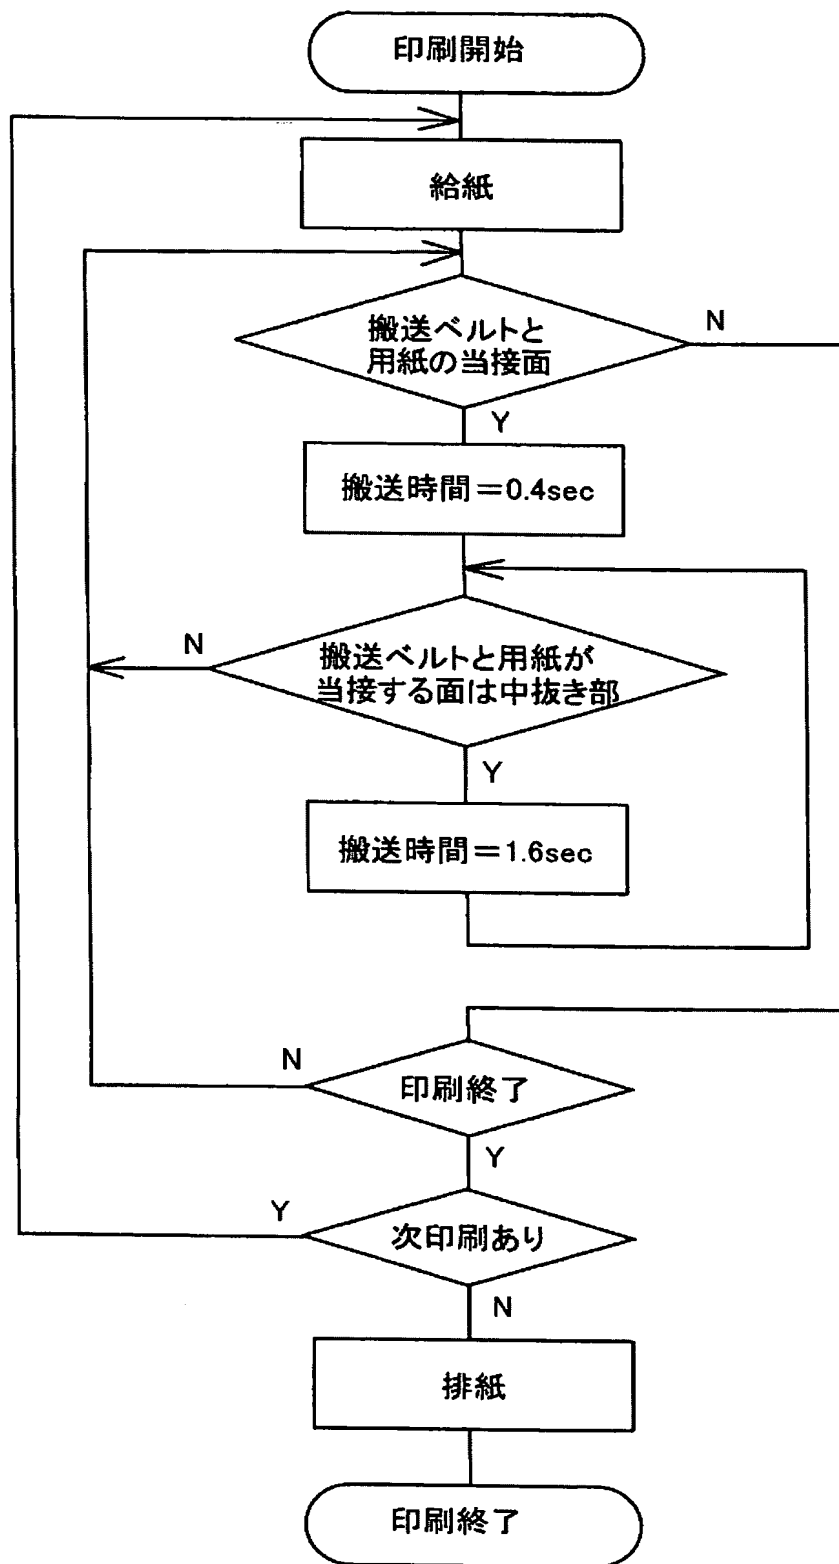 印刷開始
給紙
搬送ベルトと
用紙の当接面
N
Y
搬送時間＝0.4sec
N
搬送ベルトと用紙が
当接する面は中抜き部
Y
搬送時間＝1.6sec
N
印刷終了
Y
Y
次印刷あり
N
排紙
印刷終了